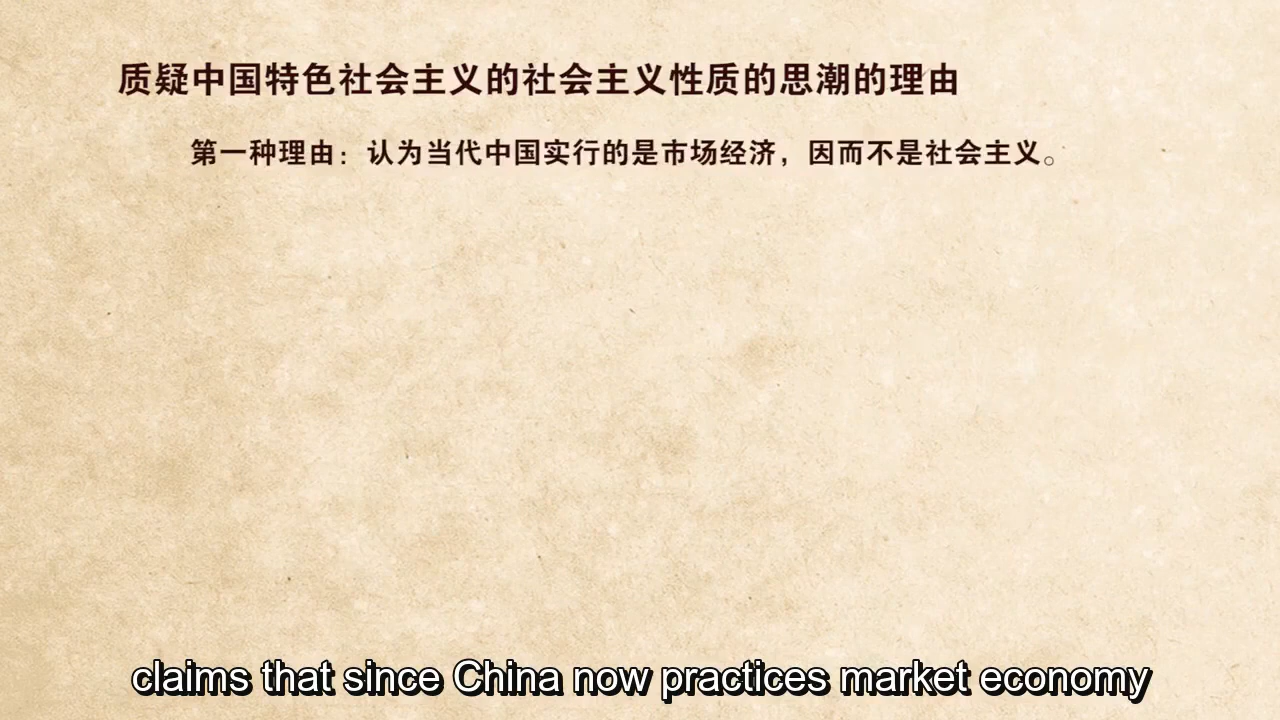 质疑中国特色社会主义的社会主义性质的思潮的理由
第一种理由：认为当代中国实行的是市场经济，因而不是社会主义。
claims that since China now practices market economy